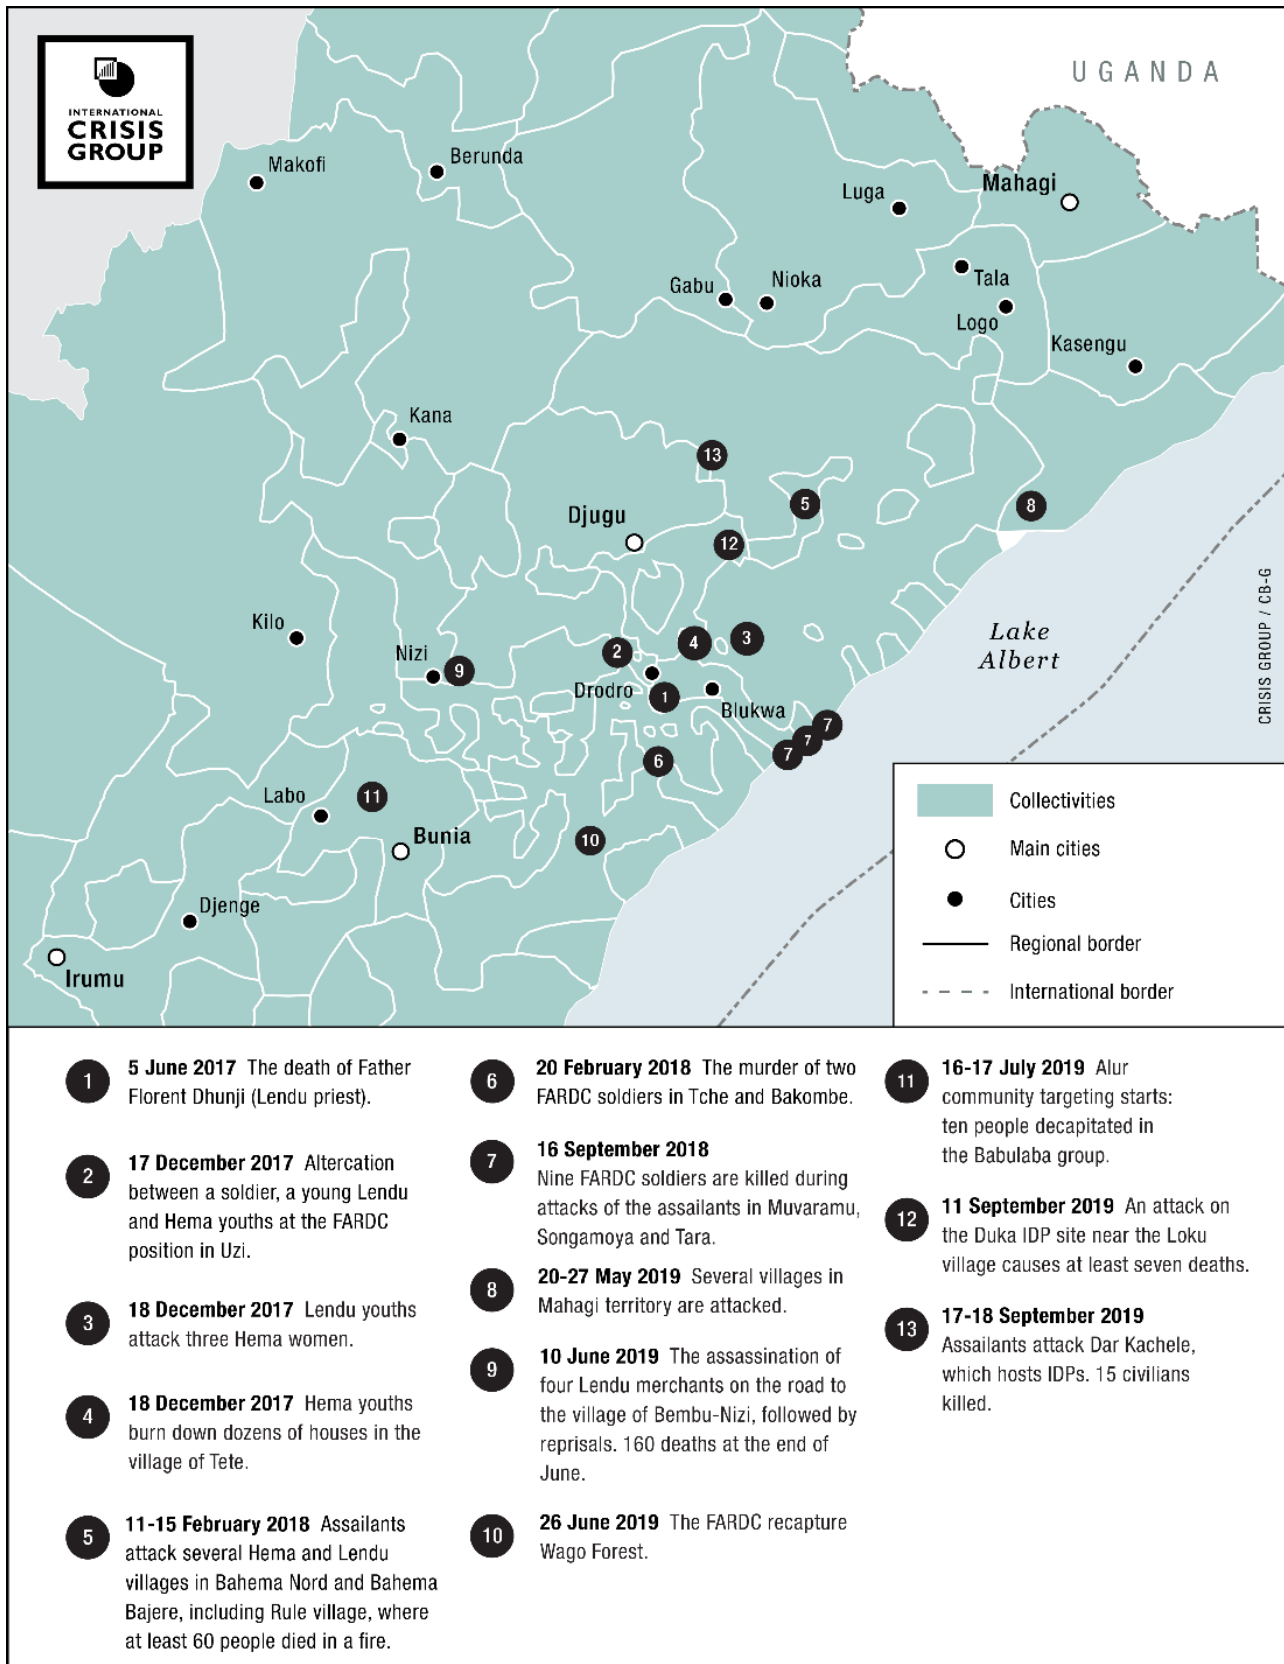 UGANDA
INTERNATIONAL
CRISIS
GROUP
Makofi
Berunda
Luga
Mahagi
Gabu
Nioka
Tala
Logo
Kasengu
Kana
13
5
8
Djugu
12
Kilo
Nizi
9
2
4
3
Lake
Albert
CRISIS GROUP / CB-G
Drodro
1
Blukwa
7
7
7
6
Labo
11
Bunia
10
Djenge
Irumu
Collectivities
Main cities
Cities
Regional border
International border
1
5 June 2017 The death of Father
Florent Dhunji (Lendu priest).
2
17 December 2017 Altercation
between a soldier, a young Lendu
and Hema youths at the FARDC
position in Uzi.
3
18 December 2017 Lendu youths
attack three Hema women.
4
18 December 2017 Hema youths
burn down dozens of houses in the
village of Tete.
5
11-15 February 2018 Assailants
attack several Hema and Lendu
villages in Bahema Nord and Bahema
Bajere, including Rule village, where
at least 60 people died in a fire.
6
20 February 2018 The murder of two
FARDC soldiers in Tche and Bakombe.
7
16 September 2018
Nine FARDC soldiers are killed during
attacks of the assailants in Muvaramu,
Songamoya and Tara.
8
20-27 May 2019 Several villages in
Mahagi territory are attacked.
9
10 June 2019 The assassination of
four Lendu merchants on the road to
the village of Bembu-Nizi, followed by
reprisals. 160 deaths at the end of
June.
10
26 June 2019 The FARDC recapture
Wago Forest.
11
16-17 July 2019 Alur
community targeting starts:
ten people decapitated in
the Babulaba group.
12
11 September 2019 An attack on
the Duka IDP site near the Loku
village causes at least seven deaths.
13
17-18 September 2019
Assailants attack Dar Kachele,
which hosts IDPs. 15 civilians
killed.